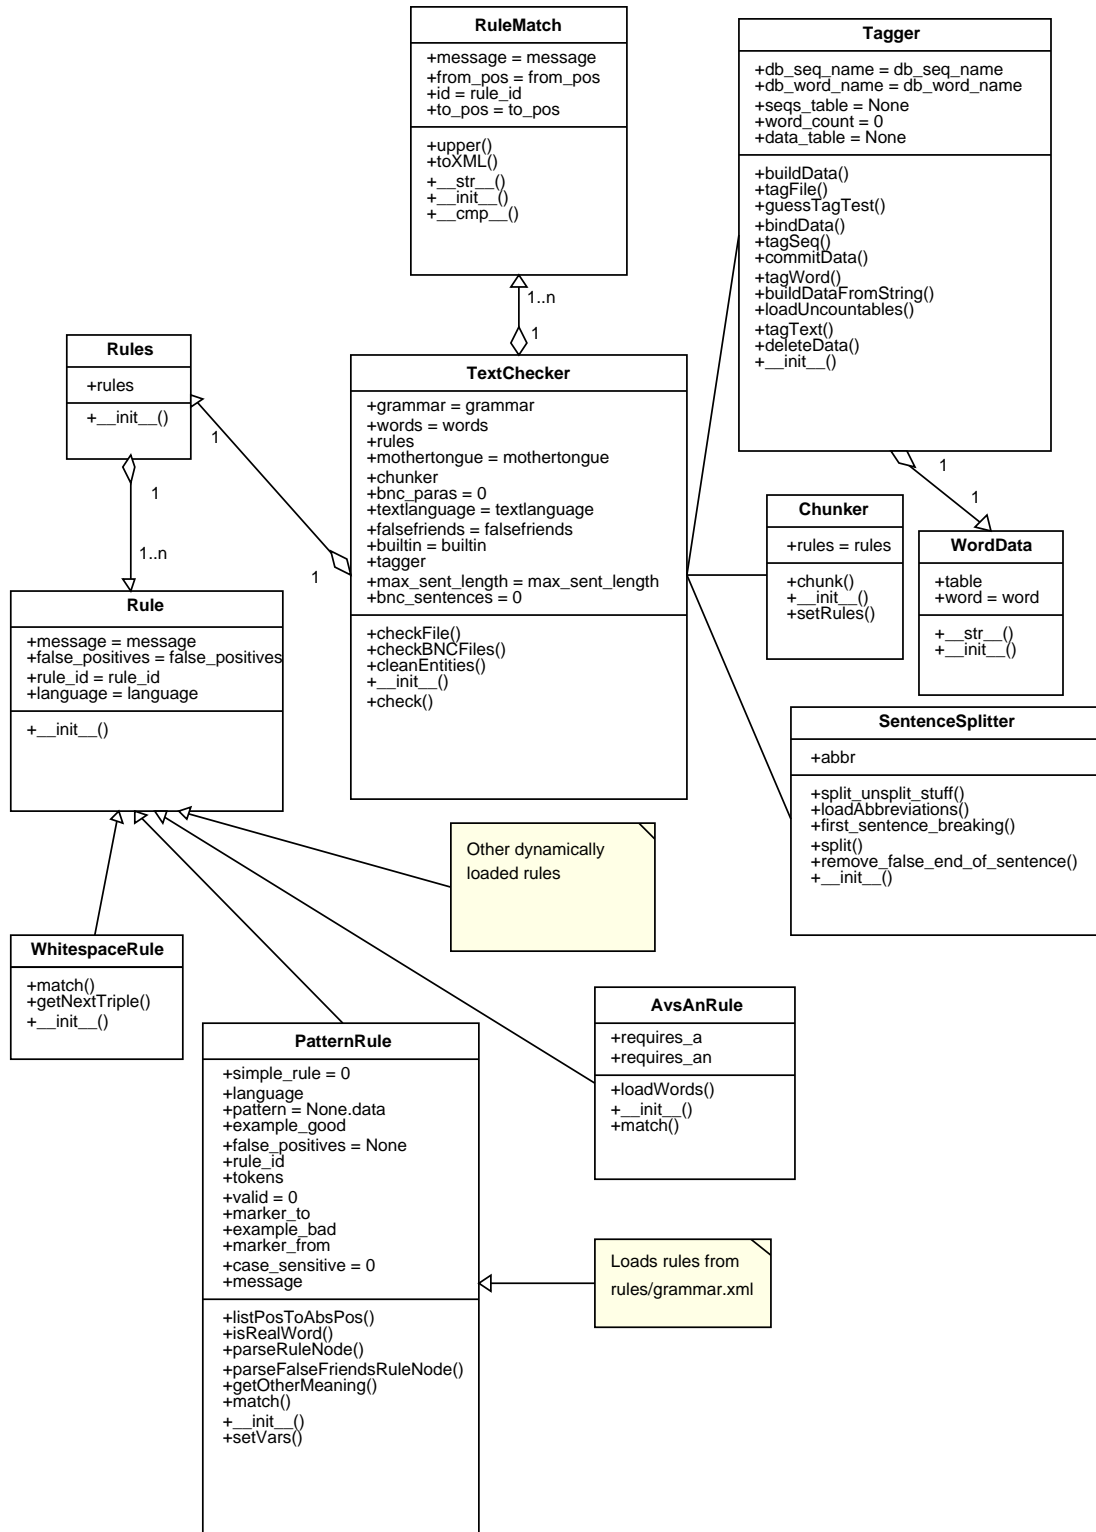 RuleMatch
+message = message
+from_pos = from_pos
+id = rule_id
+to_pos = to_pos
+upper()
+toXML()
+__str__()
+__init__()
+__cmp__()
1..n
1
Tagger
+db_seq_name = db_seq_name
+db_word_name = db_word_name
+seqs_table = None
+word_count = 0
+data_table = None
+buildData()
+tagFile()
+guessTagTest()
+bindData()
+tagSeq()
+commitData()
+tagWord()
+buildDataFromString()
+loadUncountables()
+tagText()
+deleteData()
+__init__()
1
1
Rules
+rules
+__init__()
1
1
1
1..n
TextChecker
+grammar = grammar
+words = words
+rules
+mothertongue = mothertongue
+chunker
+bnc_paras = 0
+textlanguage = textlanguage
+falsefriends = falsefriends
+builtin = builtin
+tagger
+max_sent_length = max_sent_length
+bnc_sentences = 0
+checkFile()
+checkBNCFiles()
+cleanEntities()
+__init__()
+check()
Chunker
+rules = rules
+chunk()
+__init__()
+setRules()
WordData
+table
+word = word
+__str__()
+__init__()
Rule
+message = message
+false_positives = false_positives
+rule_id = rule_id
+language = language
+__init__()
SentenceSplitter
+abbr
+split_unsplit_stuff()
+loadAbbreviations()
+first_sentence_breaking()
+split()
+remove_false_end_of_sentence()
+__init__()
Other dynamically
loaded rules
WhitespaceRule
+match()
+getNextTriple()
+__init__()
PatternRule
+simple_rule = 0
+language
+pattern = None.data
+example_good
+false_positives = None
+rule_id
+tokens
+valid = 0
+marker_to
+example_bad
+marker_from
+case_sensitive = 0
+message
+listPosToAbsPos()
+isRealWord()
+parseRuleNode()
+parseFalseFriendsRuleNode()
+getOtherMeaning()
+match()
+__init__()
+setVars()
AvsAnRule
+requires_a
+requires_an
+loadWords()
+__init__()
+match()
Loads rules from
rules/grammar.xml